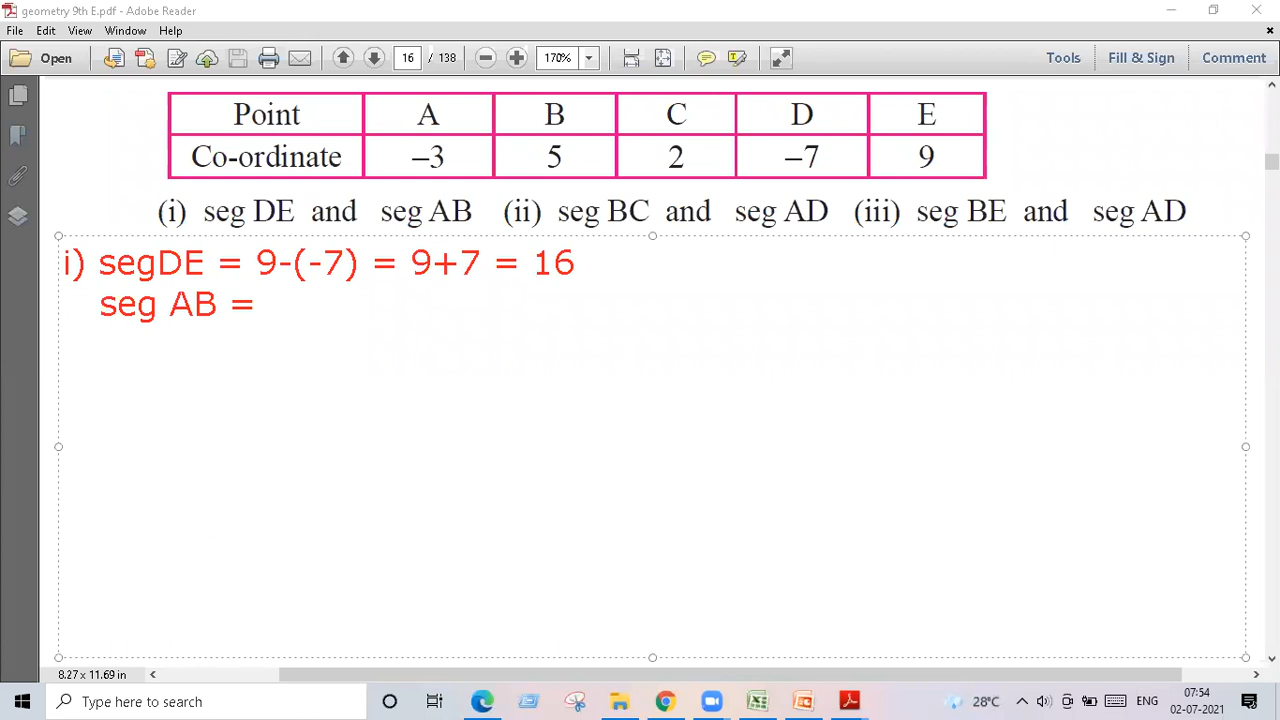 geometry 9th E.pdf - Adobe Reader
File Edit View Window Help
Open 16 / 138 170% Tools Fill & Sign Comment
Point A B C D E
Co-ordinate –3 5 2 –7 9
(i) seg DE and seg AB (ii) seg BC and seg AD (iii) seg BE and seg AD
i) segDE = 9-(-7) = 9+7 = 16
seg AB =
8.27 x 11.69 in
Type here to search 28°C ENG 07:54
02-07-2021